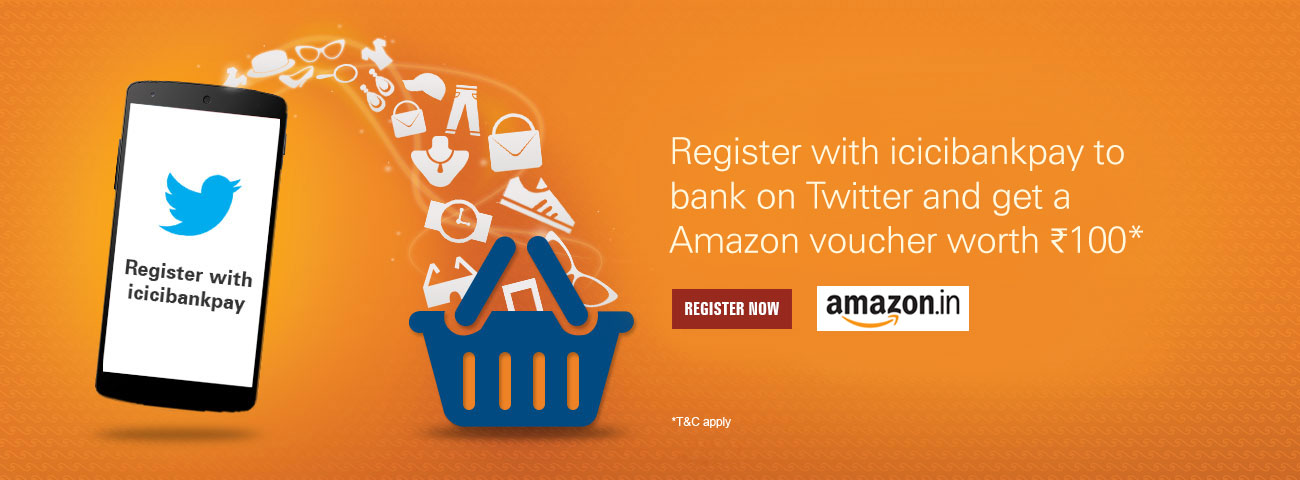 Register with
icicibankpay
Register with icicibankpay to
bank on Twitter and get a
Amazon voucher worth ₹100*
REGISTER NOW
amazon.in
*T&C apply